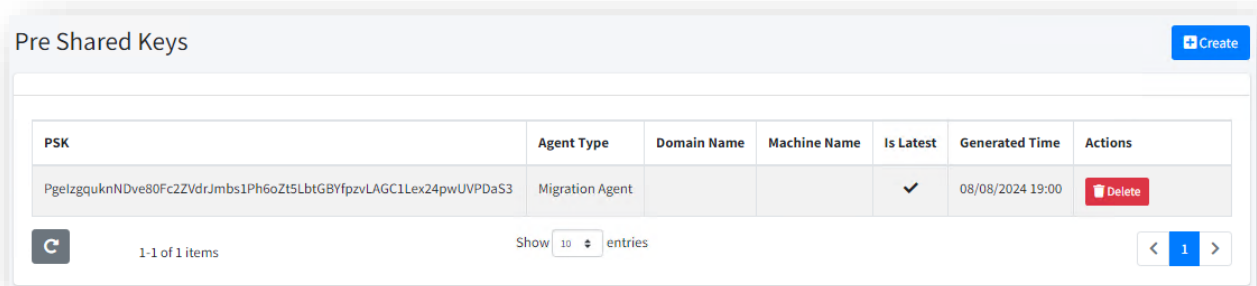 Pre Shared Keys
Create
PSK Agent Type Domain Name Machine Name Is Latest Generated Time Actions
PgeIzgquknNDve80Fc2ZVdrJmbs1Ph6oZt5LbtGBYfpzvLAGC1Lex24pwUVPDaS3 Migration Agent 08/08/2024 19:00 Delete
1-1 of 1 items Show 10 entries 1